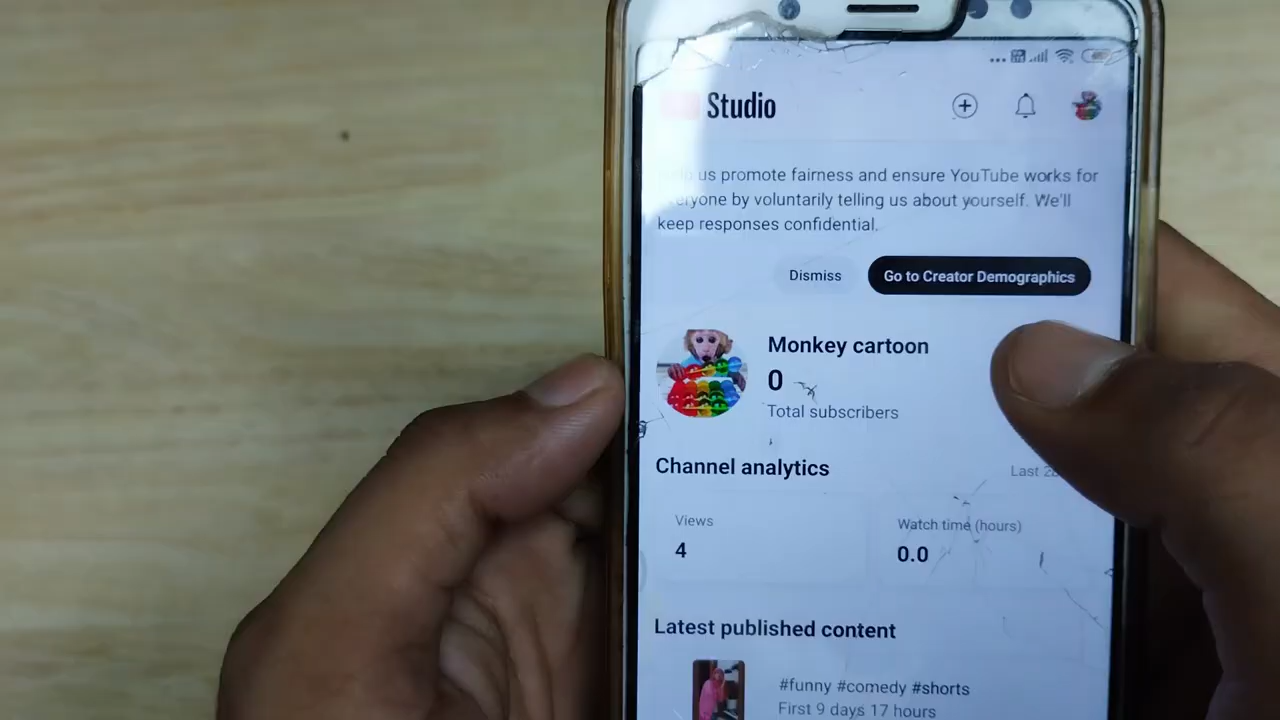 Studio
us promote fairness and ensure YouTube works for
everyone by voluntarily telling us about yourself. We'll
keep responses confidential.
Dismiss
Go to Creator Demographics
Monkey cartoon
0
Total subscribers
Channel analytics
Last
Views
4
Watch time (hours)
0.0
Latest published content
#funny #comedy #shorts
First 9 days 17 hours